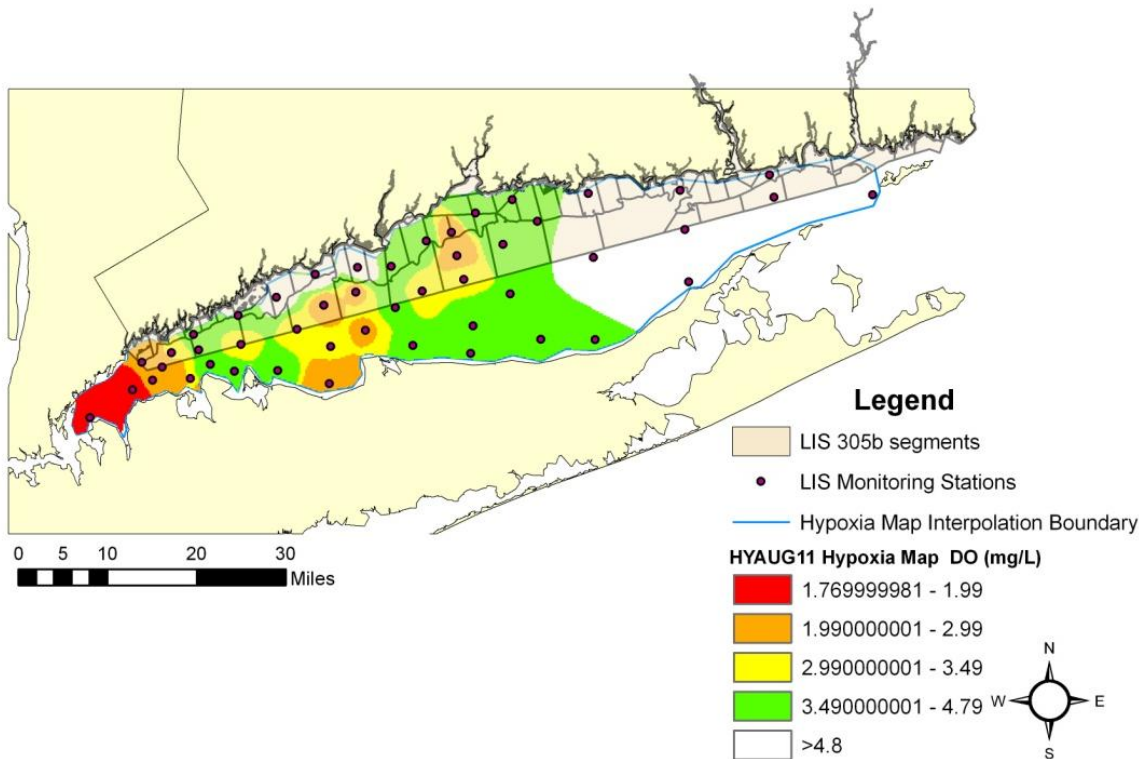 Legend
LIS 305b segments
LIS Monitoring Stations
Hypoxia Map Interpolation Boundary
0 5 10 20 30
Miles
HYAUG11 Hypoxia Map DO (mg/L)
1.769999981 - 1.99
1.990000001 - 2.99
2.990000001 - 3.49
3.490000001 - 4.79
>4.8
N
W E
S